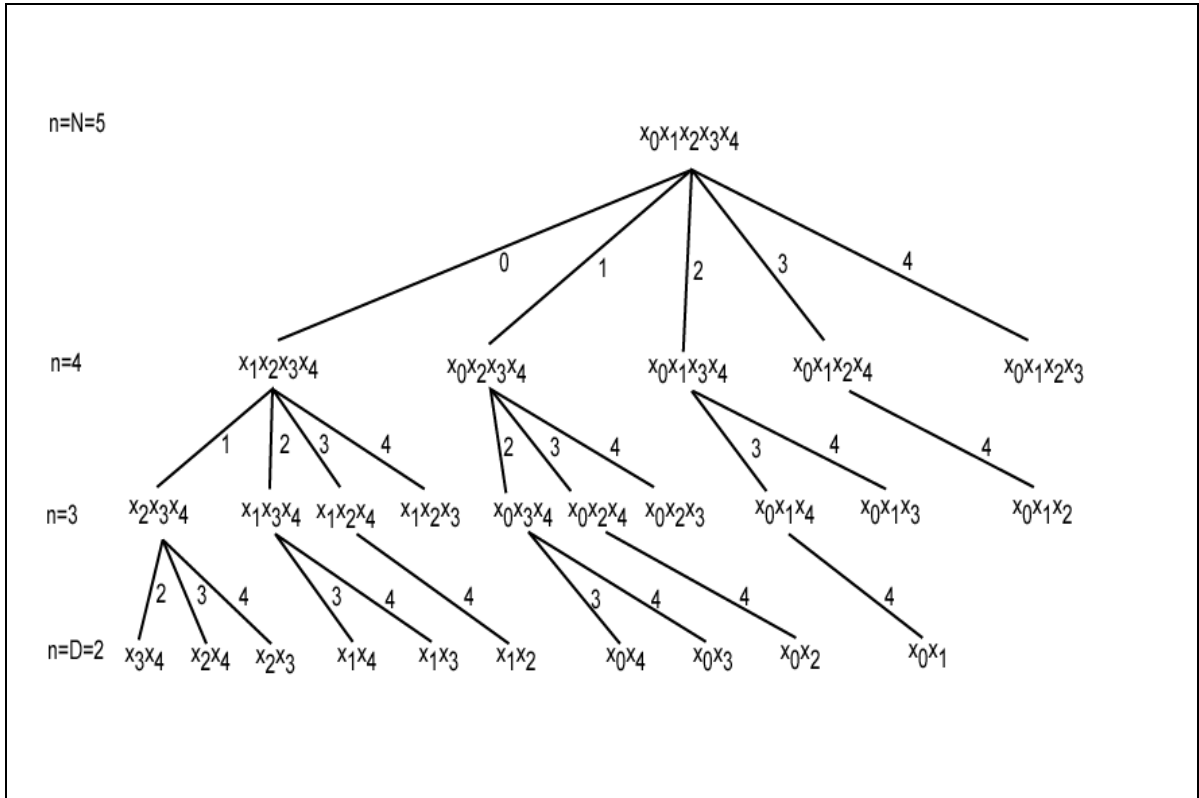 n=N=5
x₀x₁x₂x₃x₄
0 1 2 3 4
n=4 x₁x₂x₃x₄ x₀x₂x₃x₄ x₀x₁x₃x₄ x₀x₁x₂x₄ x₀x₁x₂x₃
1 2 3 4 2 3 4 3 4 4
n=3 x₂x₃x₄ x₁x₃x₄ x₁x₂x₄ x₁x₂x₃ x₀x₃x₄ x₀x₂x₄ x₀x₂x₃ x₀x₁x₄ x₀x₁x₃ x₀x₁x₂
2 3 4 3 4 4 3 4 4 4
n=D=2 x₃x₄ x₂x₄ x₂x₃ x₁x₄ x₁x₃ x₁x₂ x₀x₄ x₀x₃ x₀x₂ x₀x₁